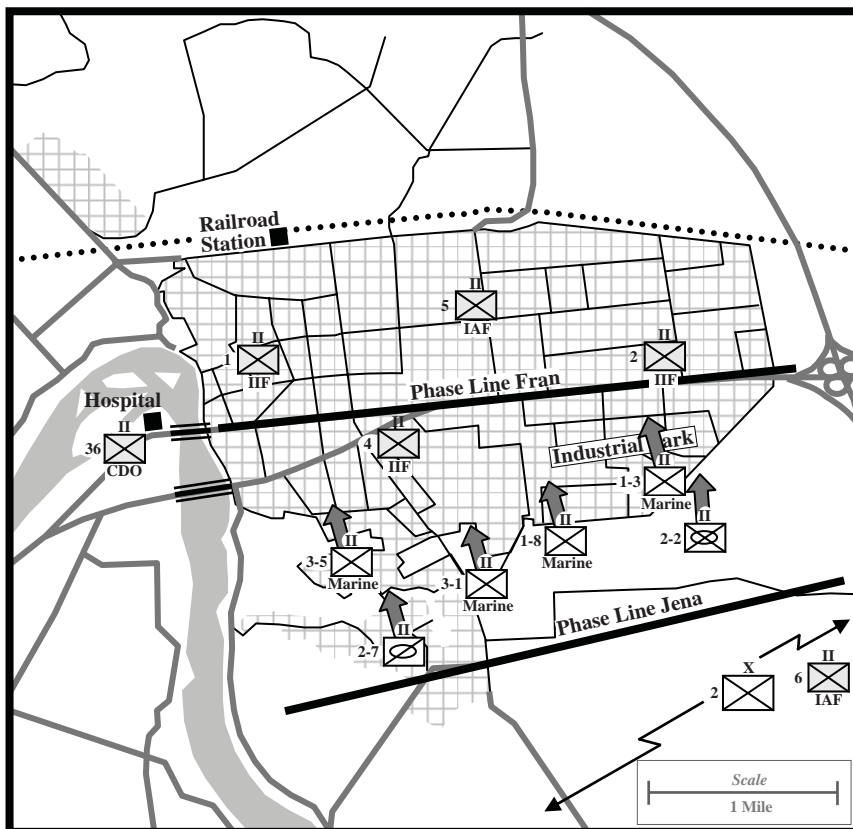 Railroad
Station
II
5
IAF
II
1
IIF
II
2
IIF
Phase Line Fran
Hospital
II
36
CDO
II
4
IIF
Industrial Park
II
1-3
Marine
II
1-8
Marine
II
2-2
II
3-5
Marine
II
3-1
Marine
II
2-7
Phase Line Jena
X
2
II
6
IAF
Scale
1 Mile